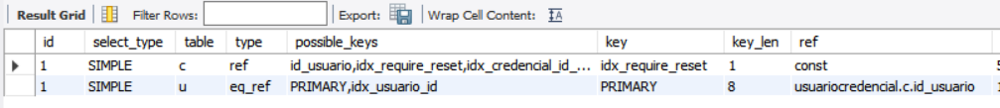 Result Grid Filter Rows: Export: Wrap Cell Content: IA
id select_type table type possible_keys key key_len ref
1 SIMPLE c ref id_usuario,idx_require_reset,idx_credencial_id_... idx_require_reset 1 const
1 SIMPLE u eq_ref PRIMARY,idx_usuario_id PRIMARY 8 usuariocredencial.c.id_usuario